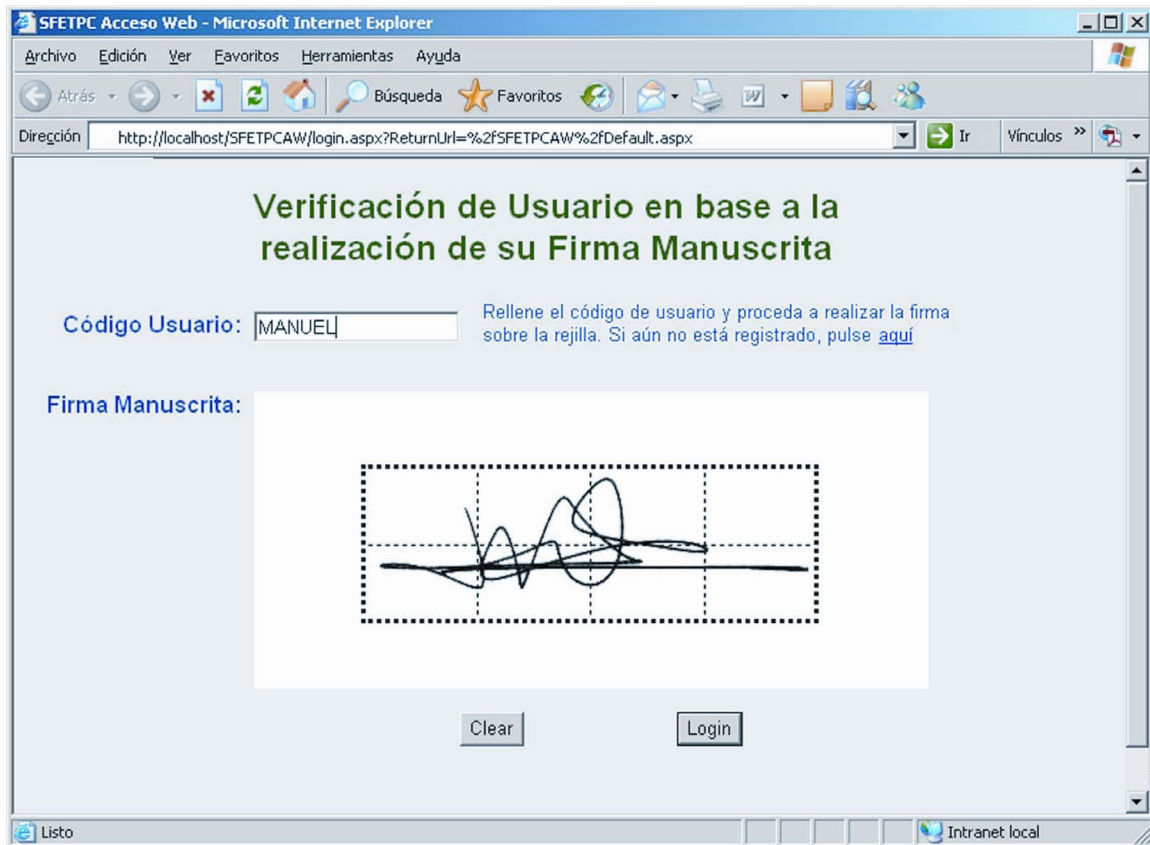 SFETPC Acceso Web - Microsoft Internet Explorer
Archivo Edición Ver Favoritos Herramientas Ayuda
Atrás Búsqueda Favoritos
Dirección http://localhost/SFETPCAW/login.aspx?ReturnUrl=%2fSFETPCAW%2fDefault.aspx Ir Vínculos »
Verificación de Usuario en base a la
realización de su Firma Manuscrita
Código Usuario: MANUEL
Rellene el código de usuario y proceda a realizar la firma
sobre la rejilla. Si aún no está registrado, pulse aquí
Firma Manuscrita:
Clear Login
Listo Intranet local